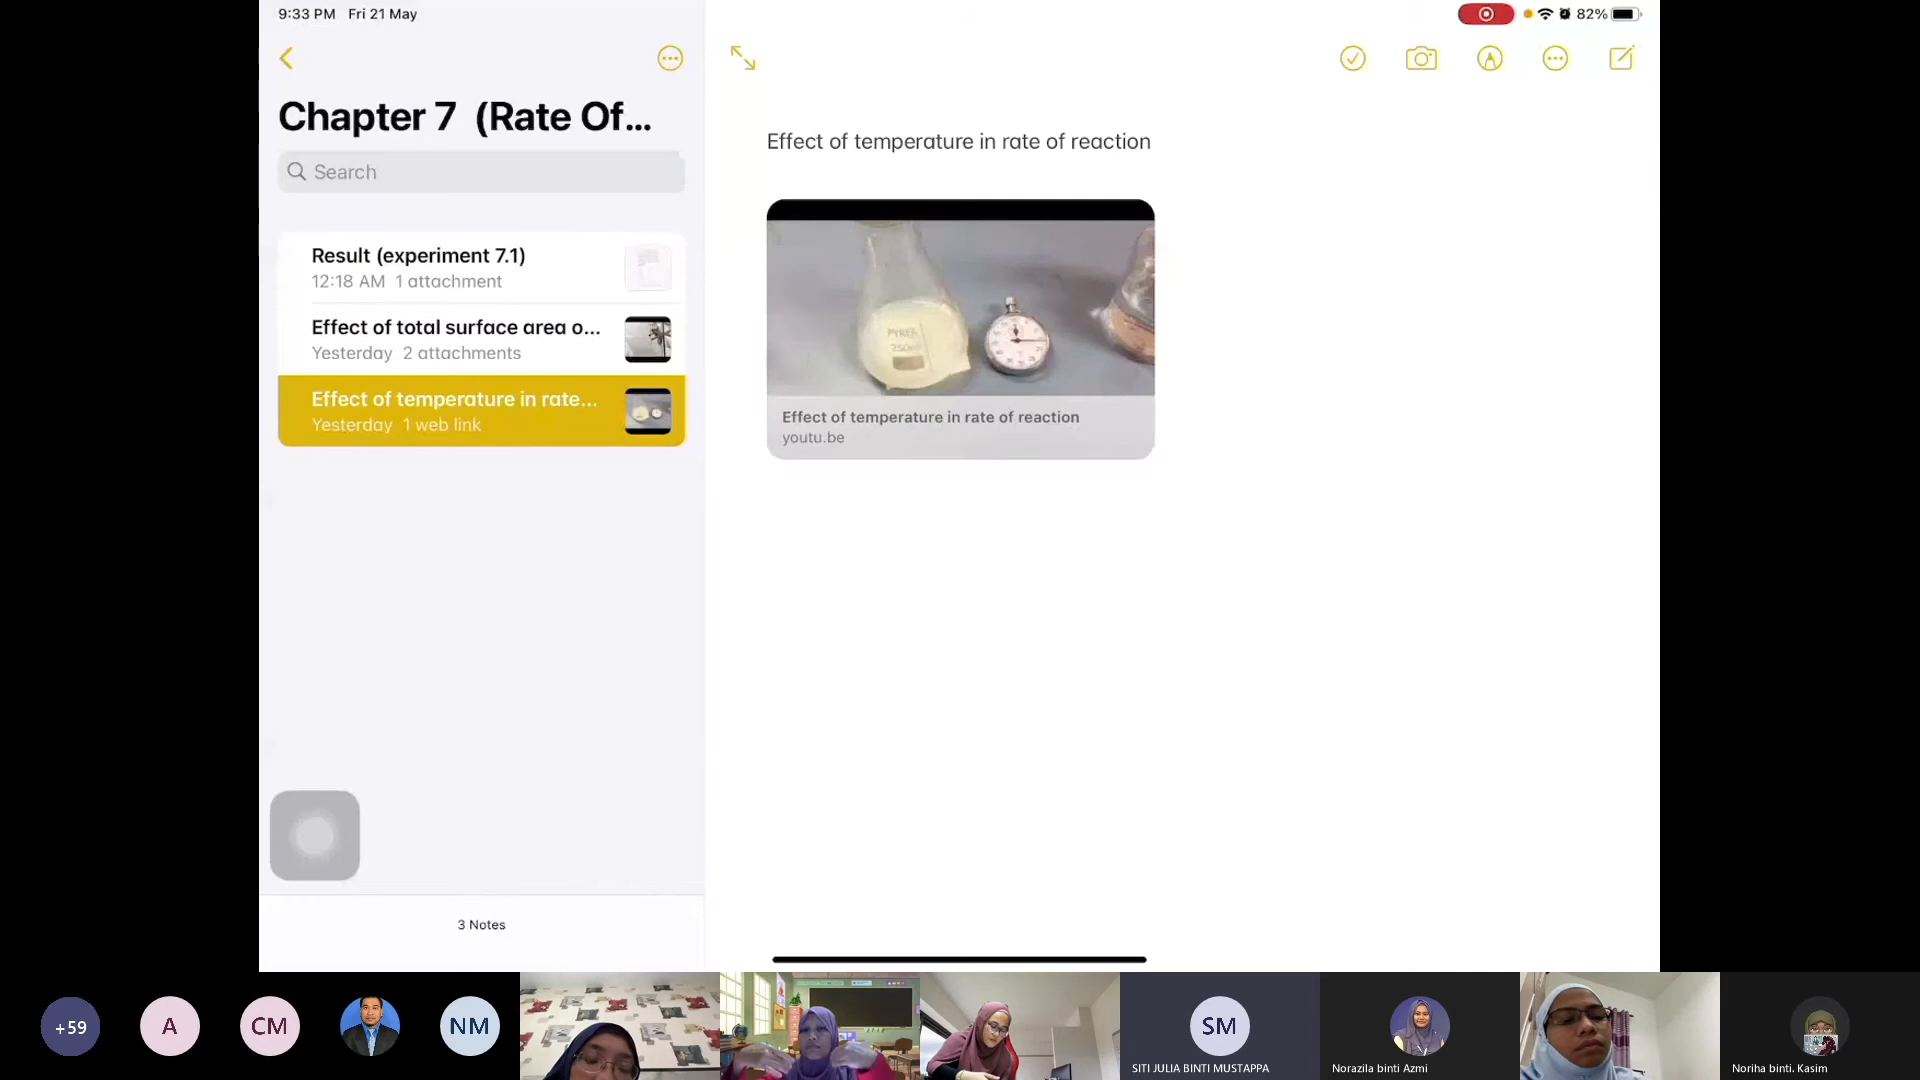 9:33 PM Fri 21 May
82%
Chapter 7 (Rate Of...
Search
Result (experiment 7.1)
12:18 AM 1 attachment
Effect of total surface area o...
Yesterday 2 attachments
Effect of temperature in rate...
Yesterday 1 web link
3 Notes
Effect of temperature in rate of reaction
PYREX
250ml
Effect of temperature in rate of reaction
youtu.be
+59
A
CM
NM
SM
SITI JULIA BINTI MUSTAPPA
Norazila binti Azmi
Noriha binti. Kasim